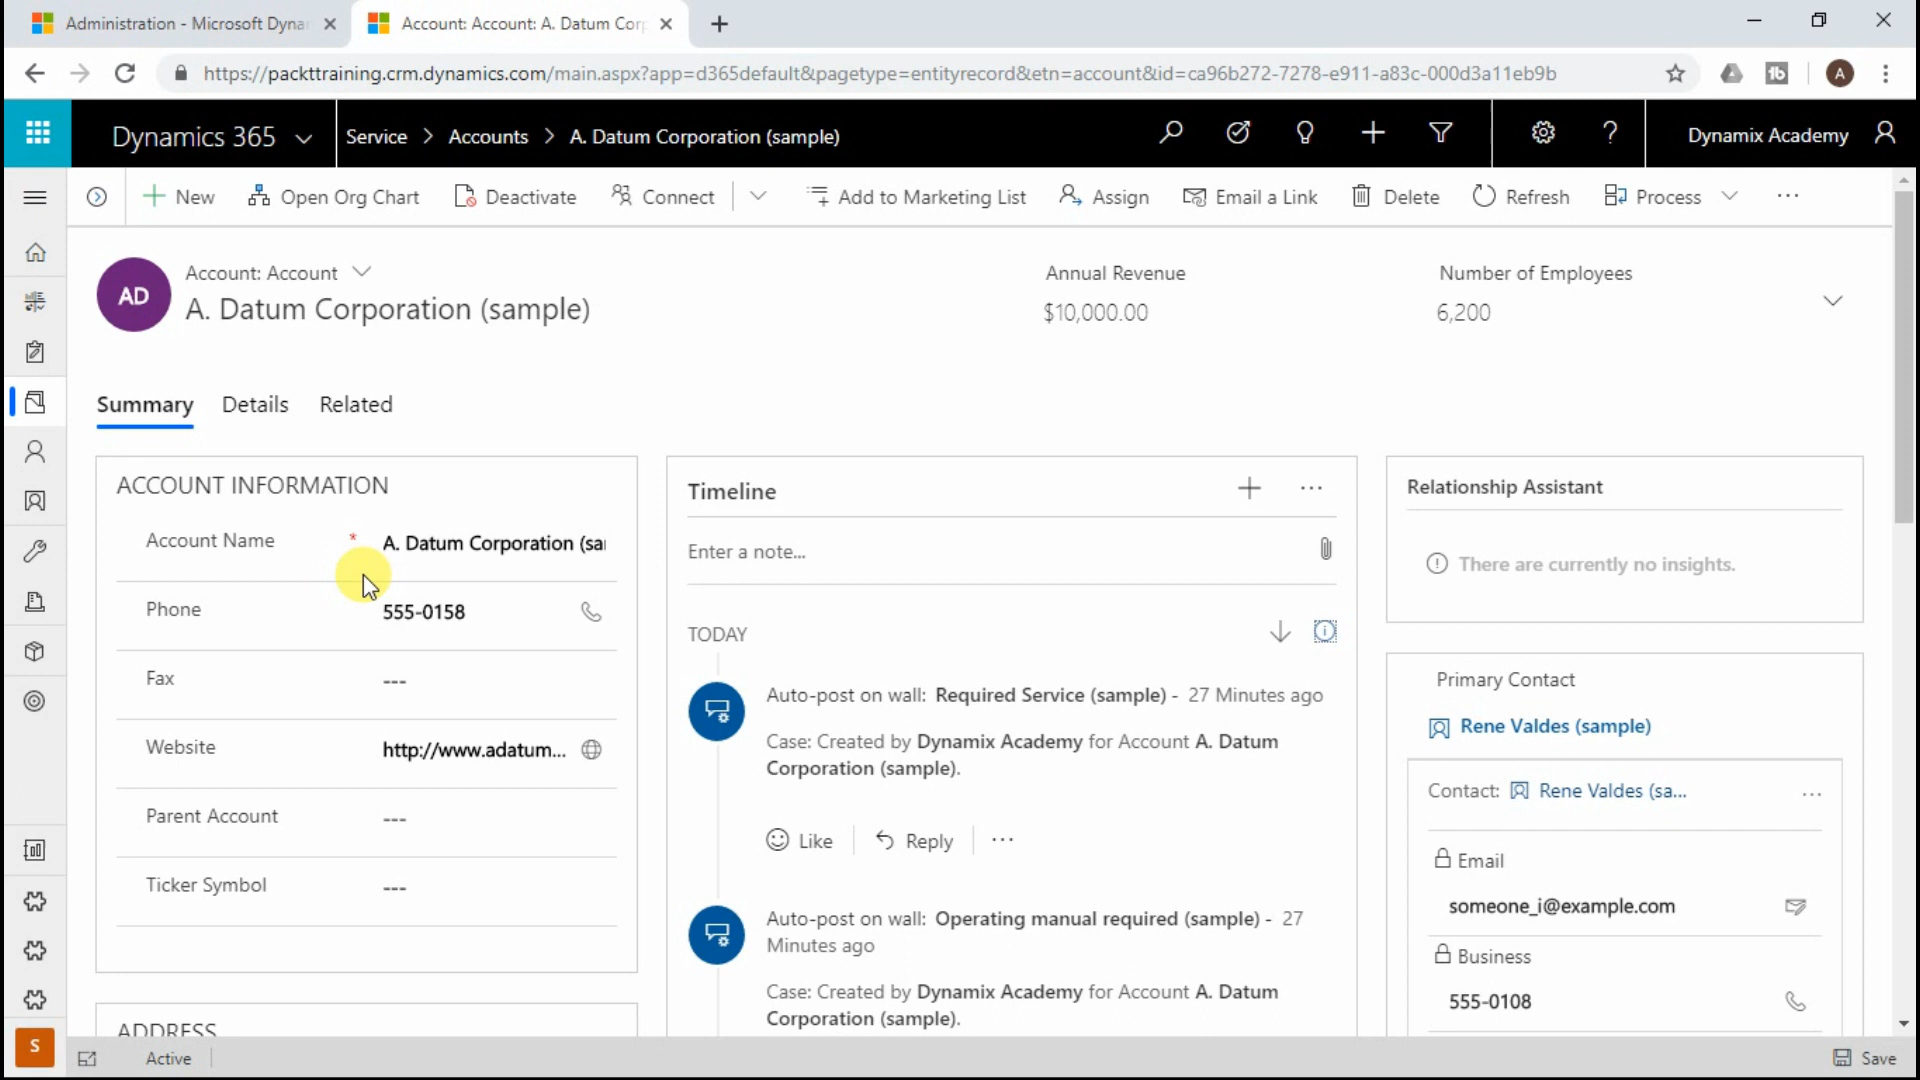 Administration - Microsoft Dyna
Account: Account: A. Datum Corp
https://packttraining.crm.dynamics.com/main.aspx?app=d365default&pagetype=entityrecord&etn=account&id=ca96b272-7278-e911-a83c-000d3a11eb9b
A
Dynamics 365
Service > Accounts > A. Datum Corporation (sample)
Dynamix Academy
New
Open Org Chart
Deactivate
Connect
Add to Marketing List
Assign
Email a Link
Delete
Refresh
Process
AD
Account: Account
A. Datum Corporation (sample)
Annual Revenue
$10,000.00
Number of Employees
6,200
Summary
Details
Related
ACCOUNT INFORMATION
Account Name * A. Datum Corporation (sa
Phone 555-0158
Fax ---
Website http://www.adatum...
Parent Account ---
Ticker Symbol ---
ADDRESS
Timeline
Enter a note...
TODAY
Auto-post on wall: Required Service (sample) - 27 Minutes ago
Case: Created by Dynamix Academy for Account A. Datum
Corporation (sample).
Like
Reply
Auto-post on wall: Operating manual required (sample) - 27
Minutes ago
Case: Created by Dynamix Academy for Account A. Datum
Corporation (sample).
Relationship Assistant
There are currently no insights.
Primary Contact
Rene Valdes (sample)
Contact: Rene Valdes (sa...
Email
someone_i@example.com
Business
555-0108
S
Active
Save